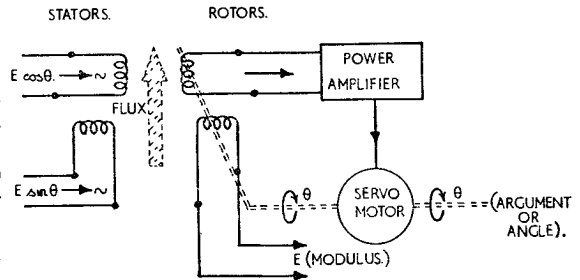 STATORS.
ROTORS.
E cosθ. ~
FLUX
POWER
AMPLIFIER
E sinθ ~
θ
SERVO
MOTOR
θ
(ARGUMENT
OR
ANGLE).
E (MODULUS.)